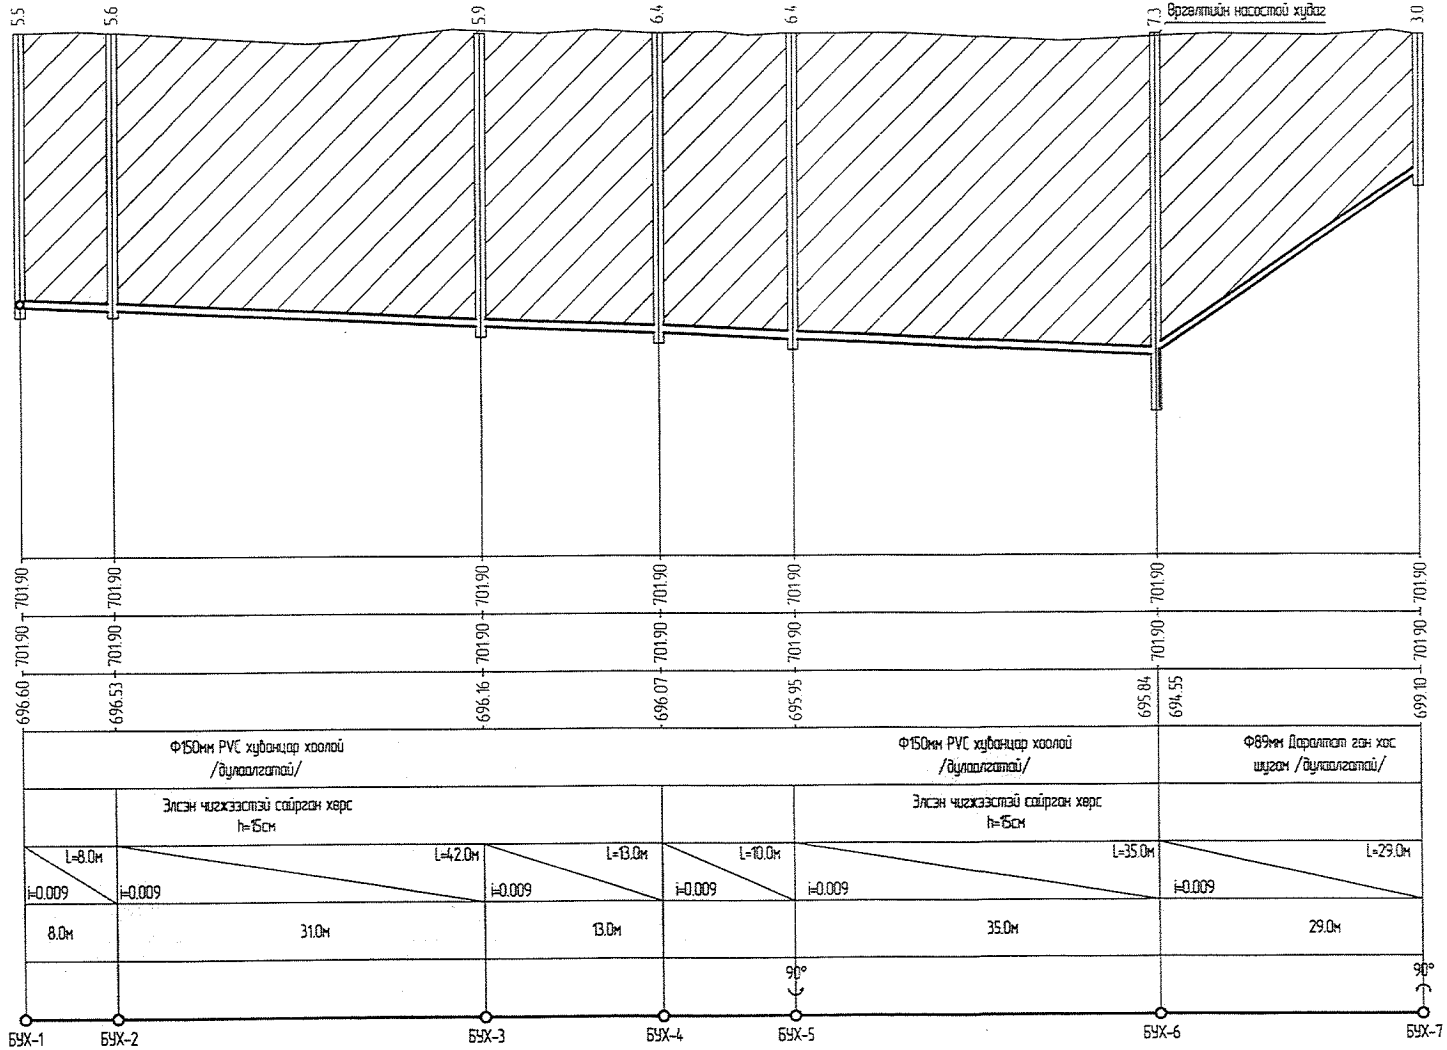 5.5 5.6 5.9 6.4 6.4 7.3 Өргөлтийн насостой худаг 3.0
701.90 701.90 701.90 701.90 701.90 701.90 701.90
701.90 701.90 701.90 701.90 701.90 701.90 701.90
696.60 696.53 696.16 696.07 695.95 695.84 694.55 699.10
Ф150мм PVC хуванцар хоолой
/дулаалгатай/
Ф150мм PVC хуванцар хоолой
/дулаалгатай/
Ф89мм Даралтат ган хос
шугам /дулаалгатай/
Элсэн чигжээстэй сайрган хөрс
h=15см
Элсэн чигжээстэй сайрган хөрс
h=15см
L=8.0м L=42.0м L=13.0м L=10.0м L=35.0м L=29.0м
i=0.009 i=0.009 i=0.009 i=0.009 i=0.009
8.0м 31.0м 13.0м 35.0м 29.0м
90° 90°
БУХ-1 БУХ-2 БУХ-3 БУХ-4 БУХ-5 БУХ-6 БУХ-7